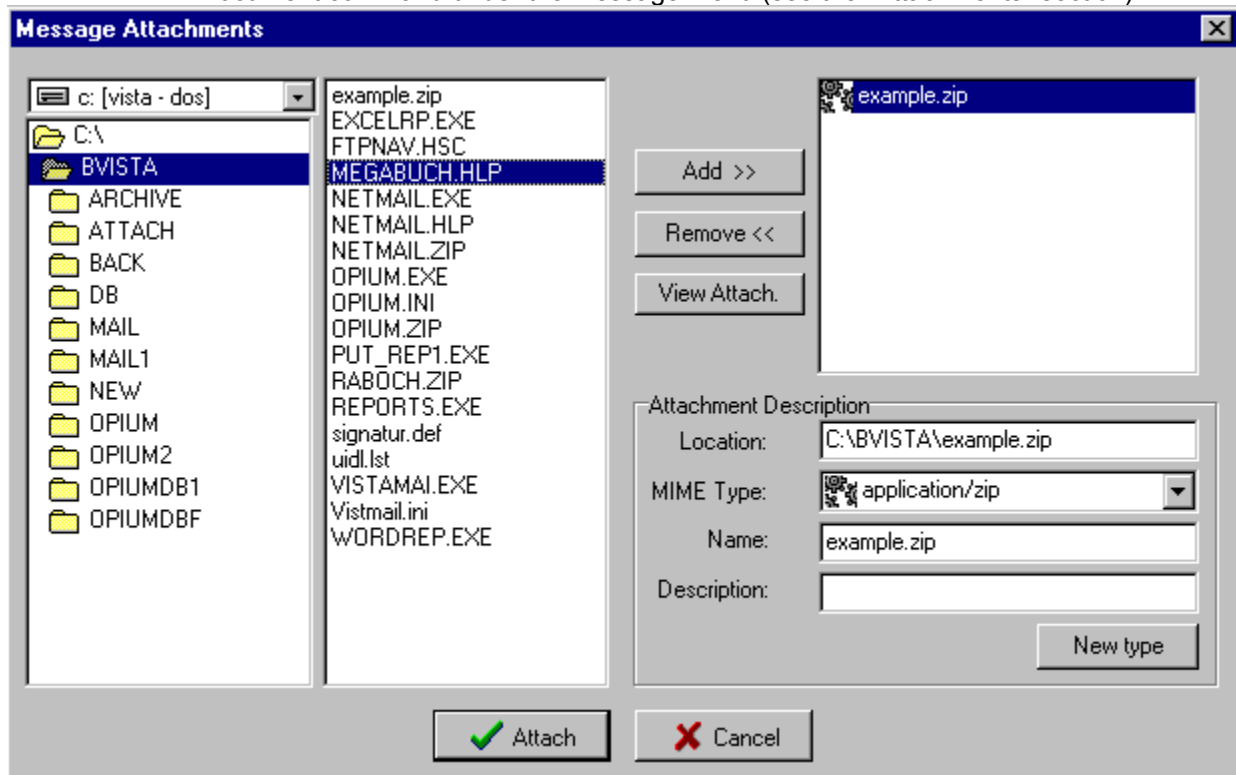 Message Attachments
c: [vista - dos]
C:\
BVISTA
ARCHIVE
ATTACH
BACK
DB
MAIL
MAIL1
NEW
OPIUM
OPIUM2
OPIUMDB1
OPIUMDBF
example.zip
EXCELRP.EXE
FTPNAV.HSC
MEGABUCH.HLP
NETMAIL.EXE
NETMAIL.HLP
NETMAIL.ZIP
OPIUM.EXE
OPIUM.INI
OPIUM.ZIP
PUT_REP1.EXE
RABOCH.ZIP
REPORTS.EXE
signatur.def
uidl.lst
VISTAMAI.EXE
Vistmail.ini
WORDREP.EXE
Add >>
Remove <<
View Attach.
example.zip
Attachment Description
Location: C:\BVISTA\example.zip
MIME Type: application/zip
Name: example.zip
Description:
New type
Attach
Cancel